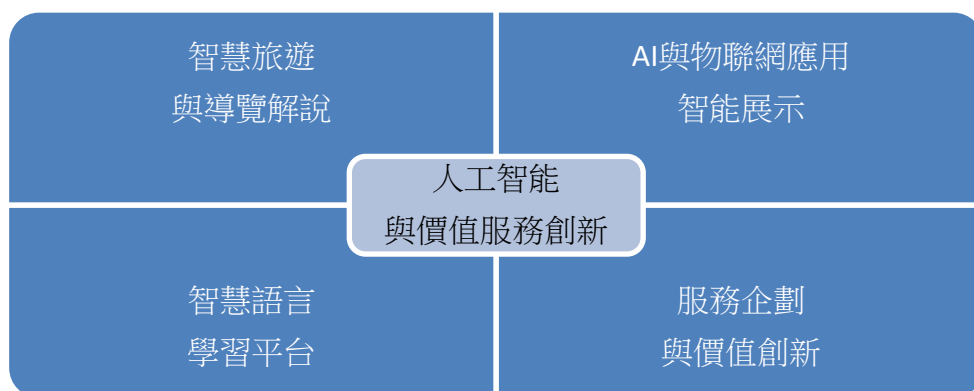 智慧旅遊
與導覽解說
AI與物聯網應用
智能展示
人工智能
與價值服務創新
智慧語言
學習平台
服務企劃
與價值創新